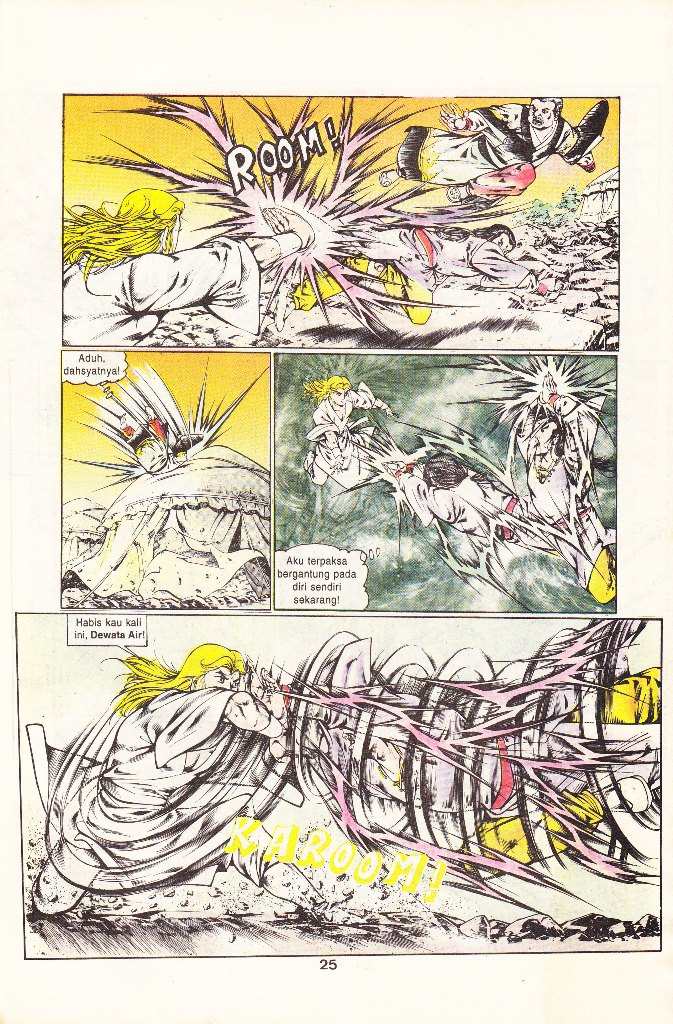 ROOM!
Aduh,
dahsyatnya!
Aku terpaksa
bergantung pada
diri sendiri
sekarang!
Habis kau kali
ini, Dewata Air!
KAROOM!
25